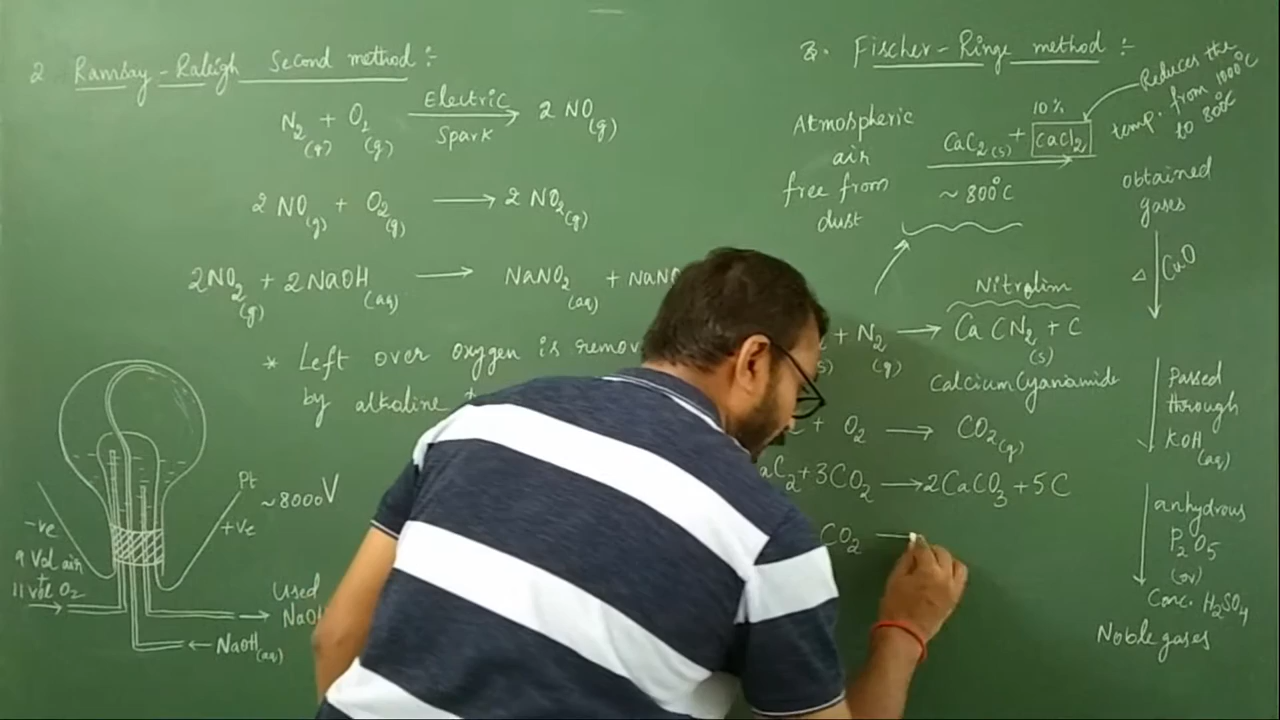 2 Ramsay-Raleigh Second method :-
N2(g) + O2(g) Electric Spark → 2 NO(g)
2 NO(g) + O2(g) → 2 NO2(g)
2NO2(g) + 2NaOH(aq) → NaNO2(aq) + NaNO
* Left over oxygen is remov
by alkaline
Pt
~8000V
-ve
+ve
9 Vol air
+
11 vol O2
Used
NaOH
← NaOH(aq)
3. Fischer-Ringe method :-
Reduces the
temp. from 1000°C
to 800°C
Atmospheric
air
free from
dust
10%
CaC2(s) + CaCl2
~ 800°C
Nitrolim
+ N2(g) → CaCN2(s) + C
Calcium Cyanamide
+ O2 → CO2(g)
aC2 + 3CO2 → 2CaCO3 + 5C
CO2 —
obtained
gases
Δ CuO
Passed
through
KOH(aq)
anhydrous
P2O5
(or)
Conc. H2SO4
Noble gases